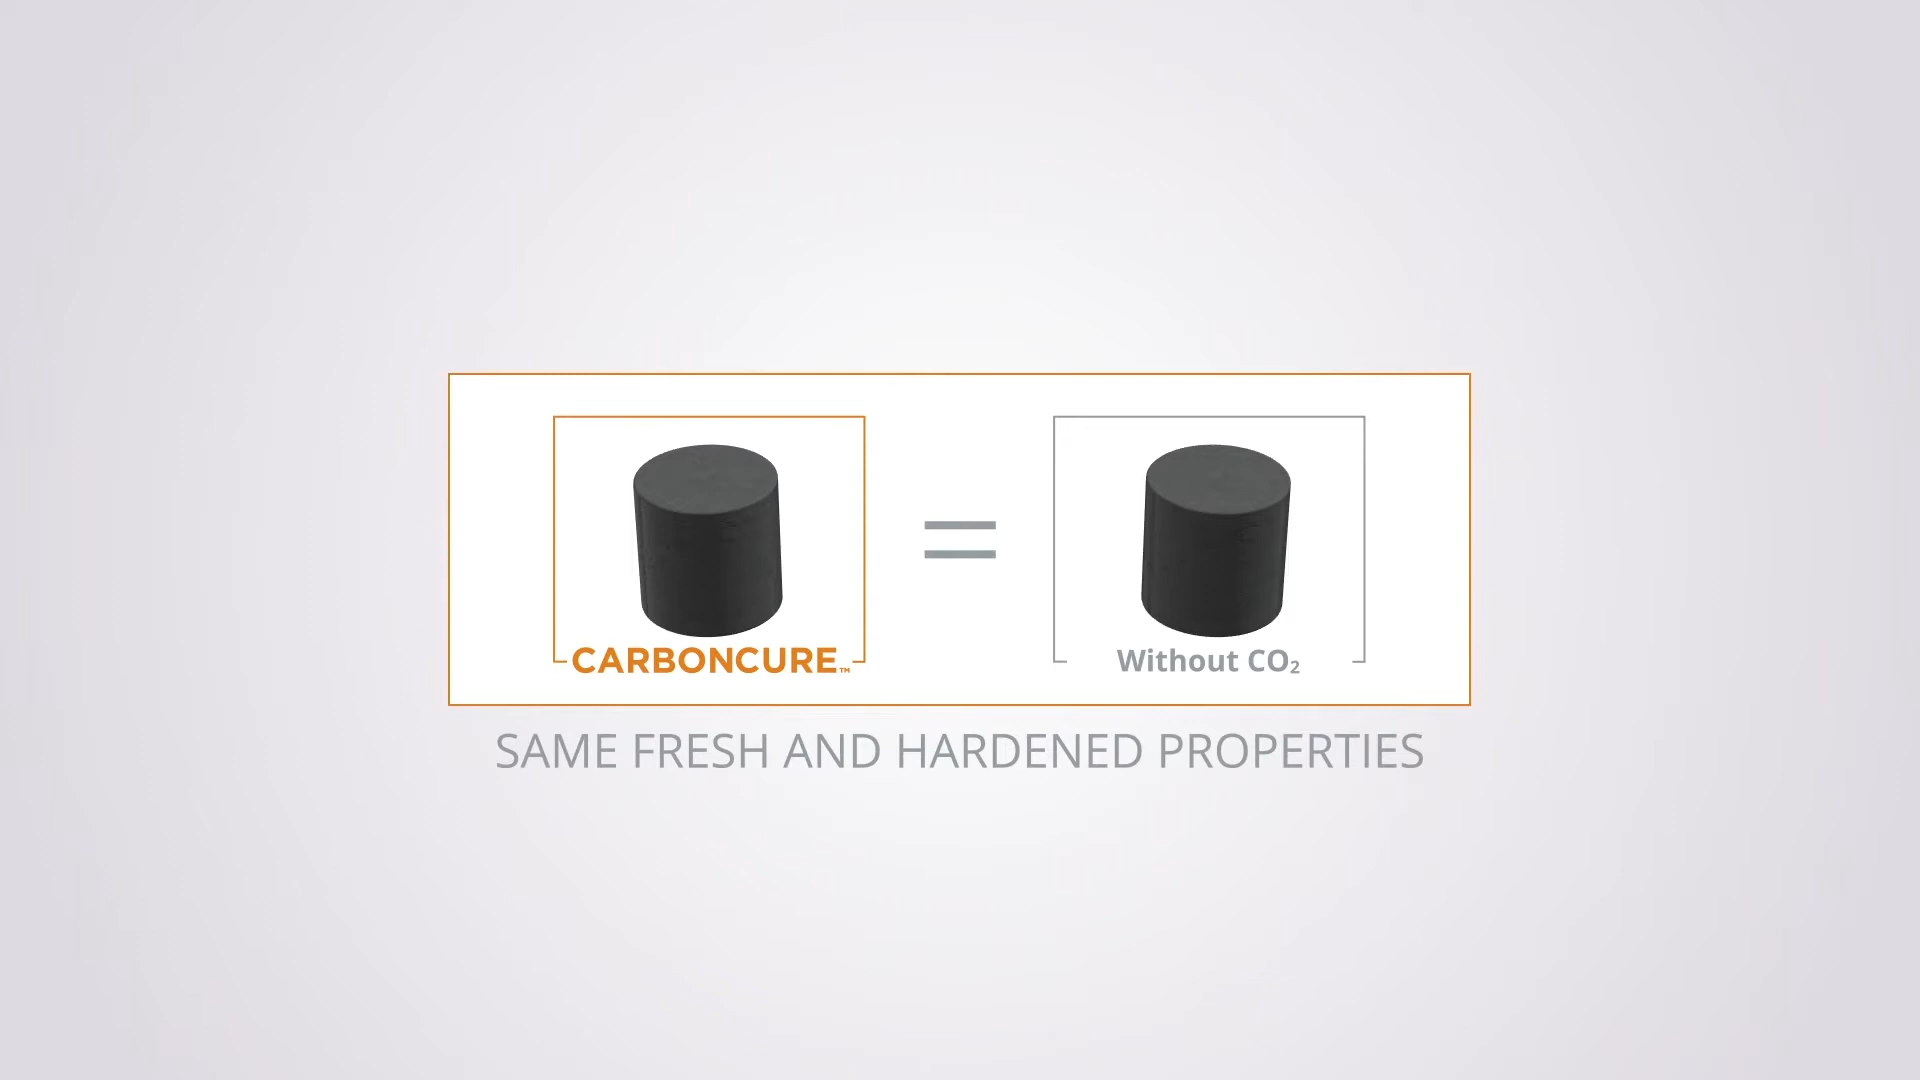 CARBONCURE™
Without CO₂
SAME FRESH AND HARDENED PROPERTIES